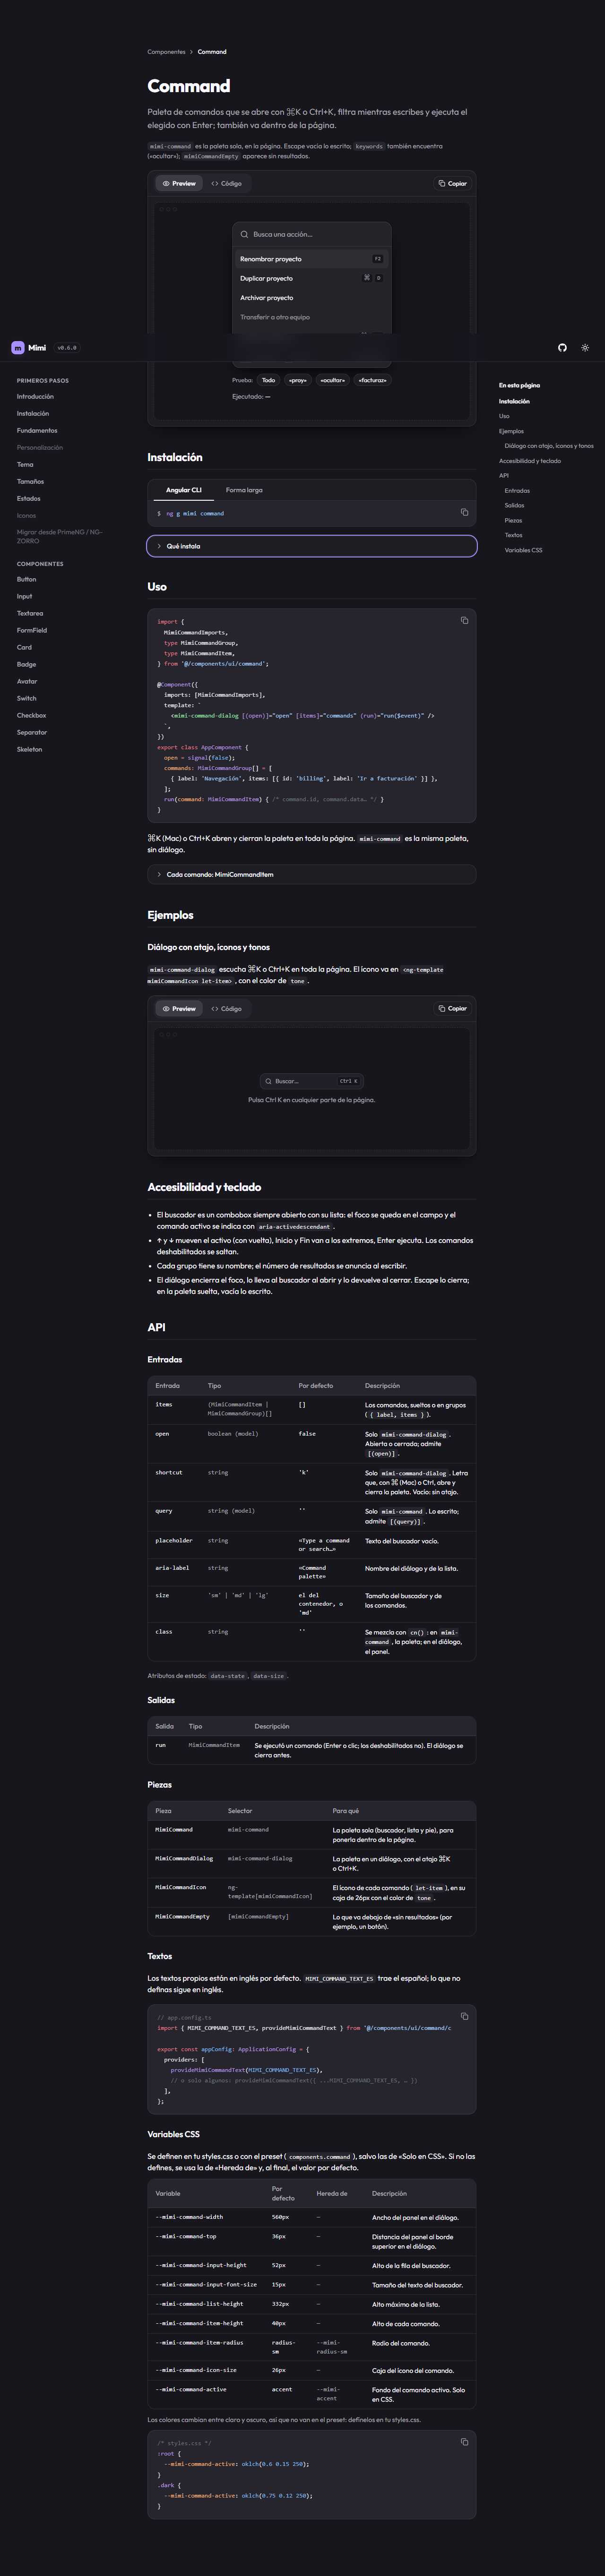 Componentes > Command
Command
Paleta de comandos que se abre con ⌘K o Ctrl+K, filtra mientras escribes y ejecuta el
elegido con Enter; también va dentro de la página.
mimi-command es la paleta sola, en la página. Escape vacía lo escrito; keywords también encuentra
(«ocultar»); mimiCommandEmpty aparece sin resultados.
Preview
Código
Copiar
Busca una acción…
Renombrar proyecto F2
Duplicar proyecto ⌘ D
Archivar proyecto
Transferir a otro equipo
m Mimi v0.6.0
Prueba: Todo «proy» «ocultar» «facturaz»
Ejecutado: —
PRIMEROS PASOS
Introducción
Instalación
Fundamentos
Personalización
Tema
Tamaños
Estados
Iconos
Migrar desde PrimeNG / NG-
ZORRO
COMPONENTES
Button
Input
Textarea
FormField
Card
Badge
Avatar
Switch
Checkbox
Separator
Skeleton
En esta página
Instalación
Uso
Ejemplos
Diálogo con atajo, iconos y tonos
Accesibilidad y teclado
API
Entradas
Salidas
Piezas
Textos
Variables CSS
Instalación
Angular CLI
Forma larga
$ ng g mimi command
Qué instala
Uso
import {
MimiCommandImports,
type MimiCommandGroup,
type MimiCommandItem,
} from '@/components/ui/command';
@Component({
imports: [MimiCommandImports],
template: `
<mimi-command-dialog [(open)]="open" [items]="commands" (run)="run($event)" />
`,
})
export class AppComponent {
open = signal(false);
commands: MimiCommandGroup[] = [
{ label: 'Navegación', items: [{ id: 'billing', label: 'Ir a facturación' }] },
];
run(command: MimiCommandItem) { /* command.id, command.data… */ }
}
⌘K (Mac) o Ctrl+K abren y cierran la paleta en toda la página. mimi-command es la misma paleta,
sin diálogo.
Cada comando: MimiCommandItem
Ejemplos
Diálogo con atajo, iconos y tonos
mimi-command-dialog escucha ⌘K o Ctrl+K en toda la página. El icono va en <ng-template
mimiCommandIcon let-item>, con el color de tone.
Preview
Código
Copiar
Buscar… Ctrl K
Pulsa Ctrl K en cualquier parte de la página.
Accesibilidad y teclado
• El buscador es un combobox siempre abierto con su lista: el foco se queda en el campo y el
comando activo se indica con aria-activedescendant.
• ↑ y ↓ mueven el activo (con vuelta), Inicio y Fin van a los extremos, Enter ejecuta. Los comandos
deshabilitados se saltan.
• Cada grupo tiene su nombre; el número de resultados se anuncia al escribir.
• El diálogo encierra el foco, lo lleva al buscador al abrir y lo devuelve al cerrar. Escape lo cierra;
en la paleta suelta, vacía lo escrito.
API
Entradas
Entrada Tipo Por defecto Descripción
items (MimiCommandItem | MimiCommandGroup)[] [] Los comandos, sueltos o en grupos ({ label, items }).
open boolean (model) false Solo mimi-command-dialog. Abierta o cerrada; admite [(open)].
shortcut string 'k' Solo mimi-command-dialog. Letra que, con ⌘ (Mac) o Ctrl, abre y cierra la paleta. Vacío: sin atajo.
query string (model) '' Solo mimi-command. Lo escrito; admite [(query)].
placeholder string «Type a command or search…» Texto del buscador vacío.
aria-label string «Command palette» Nombre del diálogo y de la lista.
size 'sm' | 'md' | 'lg' el del contenedor, o 'md' Tamaño del buscador y de los comandos.
class string '' Se mezcla con cn(): en mimi-command, la paleta; en el diálogo, el panel.
Atributos de estado: data-state, data-size.
Salidas
Salida Tipo Descripción
run MimiCommandItem Se ejecutó un comando (Enter o clic; los deshabilitados no). El diálogo se cierra antes.
Piezas
Pieza Selector Para qué
MimiCommand mimi-command La paleta sola (buscador, lista y pie), para ponerla dentro de la página.
MimiCommandDialog mimi-command-dialog La paleta en un diálogo, con el atajo ⌘K o Ctrl+K.
MimiCommandIcon ng-template[mimiCommandIcon] El icono de cada comando (let-item), en su caja de 26px con el color de tone.
MimiCommandEmpty [mimiCommandEmpty] Lo que va debajo de «sin resultados» (por ejemplo, un botón).
Textos
Los textos propios están en inglés por defecto. MIMI_COMMAND_TEXT_ES trae el español; lo que no
definas sigue en inglés.
// app.config.ts
import { MIMI_COMMAND_TEXT_ES, provideMimiCommandText } from '@/components/ui/command/c
export const appConfig: ApplicationConfig = {
providers: [
provideMimiCommandText(MIMI_COMMAND_TEXT_ES),
// o solo algunos: provideMimiCommandText({ ...MIMI_COMMAND_TEXT_ES, … })
],
};
Variables CSS
Se definen en tu styles.css o con el preset (components.command), salvo las de «Solo en CSS». Si no las
defines, se usa la de «Hereda de» y, al final, el valor por defecto.
Variable Por defecto Hereda de Descripción
--mimi-command-width 560px — Ancho del panel en el diálogo.
--mimi-command-top 36px — Distancia del panel al borde superior en el diálogo.
--mimi-command-input-height 52px — Alto de la fila del buscador.
--mimi-command-input-font-size 15px — Tamaño del texto del buscador.
--mimi-command-list-height 332px — Alto máximo de la lista.
--mimi-command-item-height 40px — Alto de cada comando.
--mimi-command-item-radius radius-sm --mimi-radius-sm Radio del comando.
--mimi-command-icon-size 26px — Caja del icono del comando.
--mimi-command-active accent --mimi-accent Fondo del comando activo. Solo en CSS.
Los colores cambian entre claro y oscuro, así que no van en el preset: defínelos en tu styles.css.
/* styles.css */
:root {
--mimi-command-active: oklch(0.6 0.15 250);
}
.dark {
--mimi-command-active: oklch(0.75 0.12 250);
}